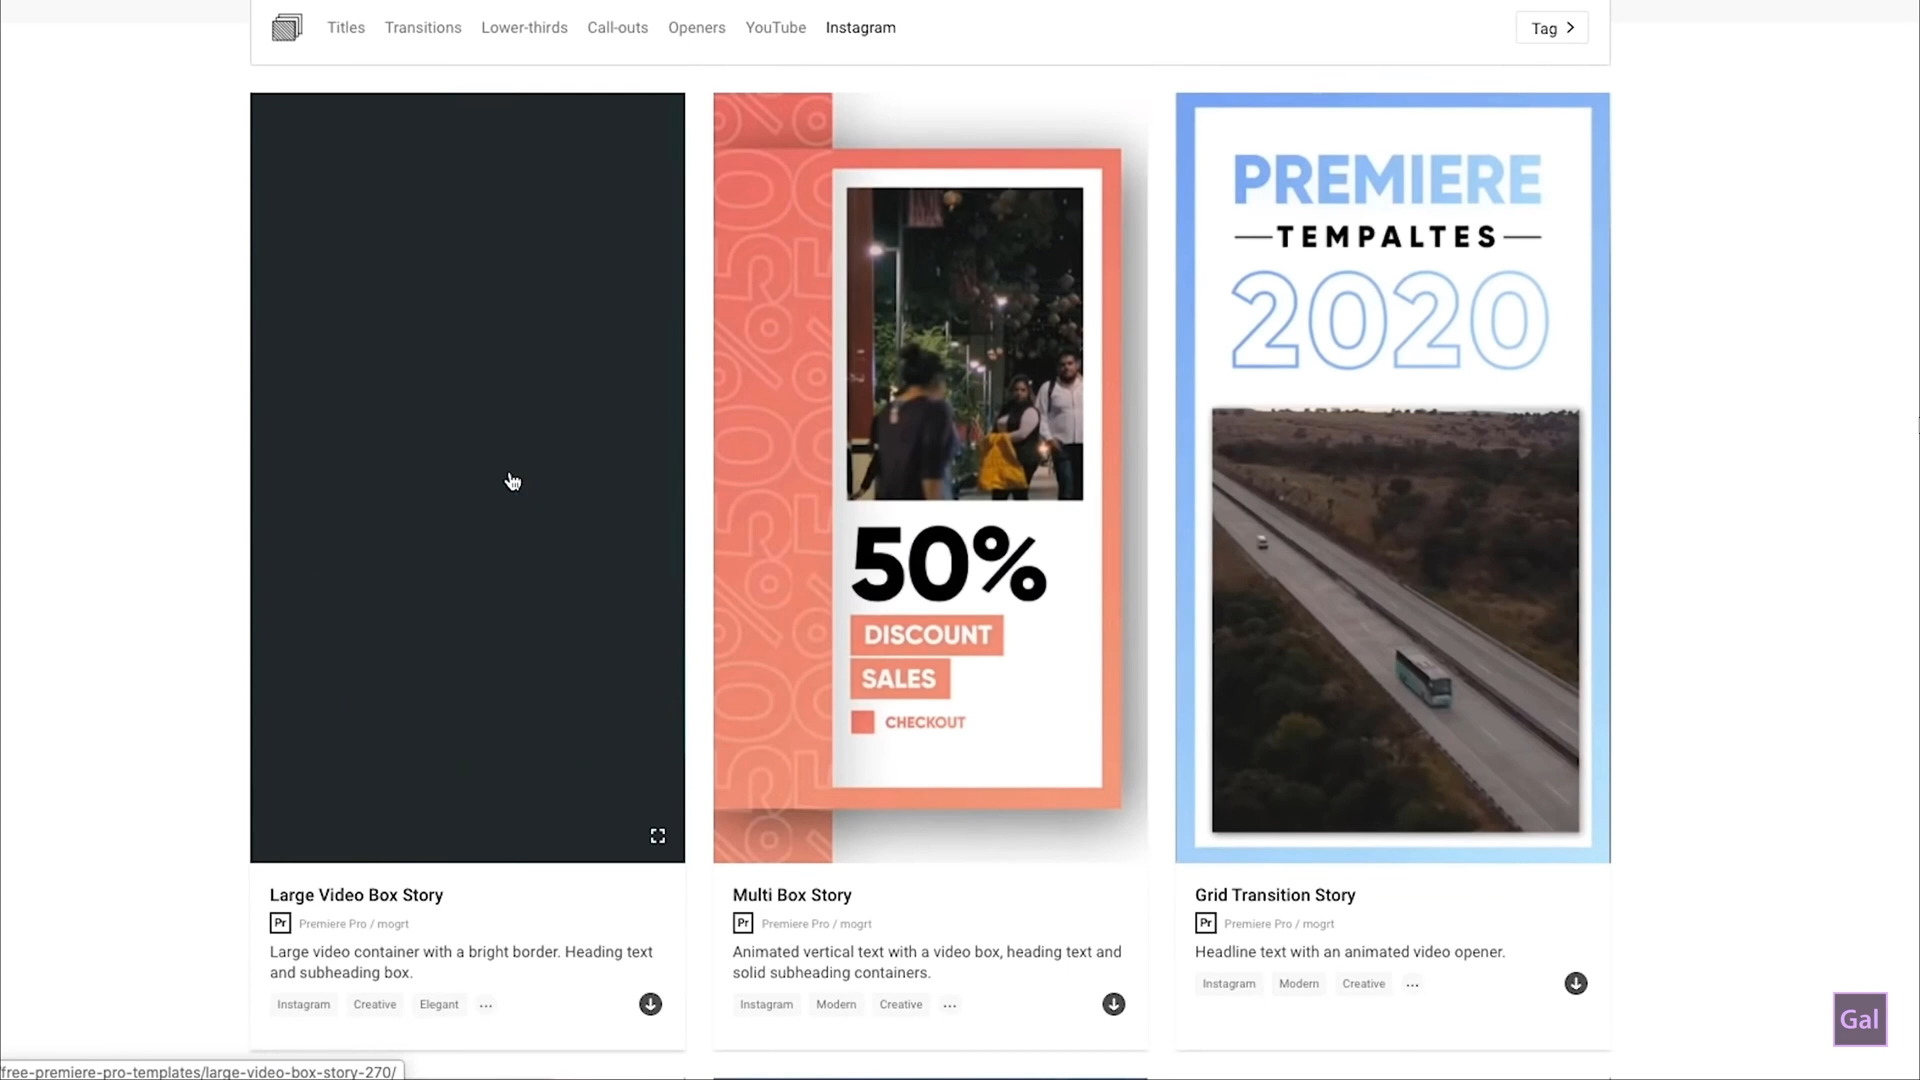 Titles Transitions Lower-thirds Call-outs Openers YouTube Instagram Tag
50%
DISCOUNT
SALES
CHECKOUT
PREMIERE
TEMPALTES
2020
Large Video Box Story
Pr Premiere Pro / mogrt
Large video container with a bright border. Heading text
and subheading box.
Instagram Creative Elegant ...
Multi Box Story
Pr Premiere Pro / mogrt
Animated vertical text with a video box, heading text and
solid subheading containers.
Instagram Modern Creative ...
Grid Transition Story
Pr Premiere Pro / mogrt
Headline text with an animated video opener.
Instagram Modern Creative ...
Gal
free-premiere-pro-templates/large-video-box-story-270/